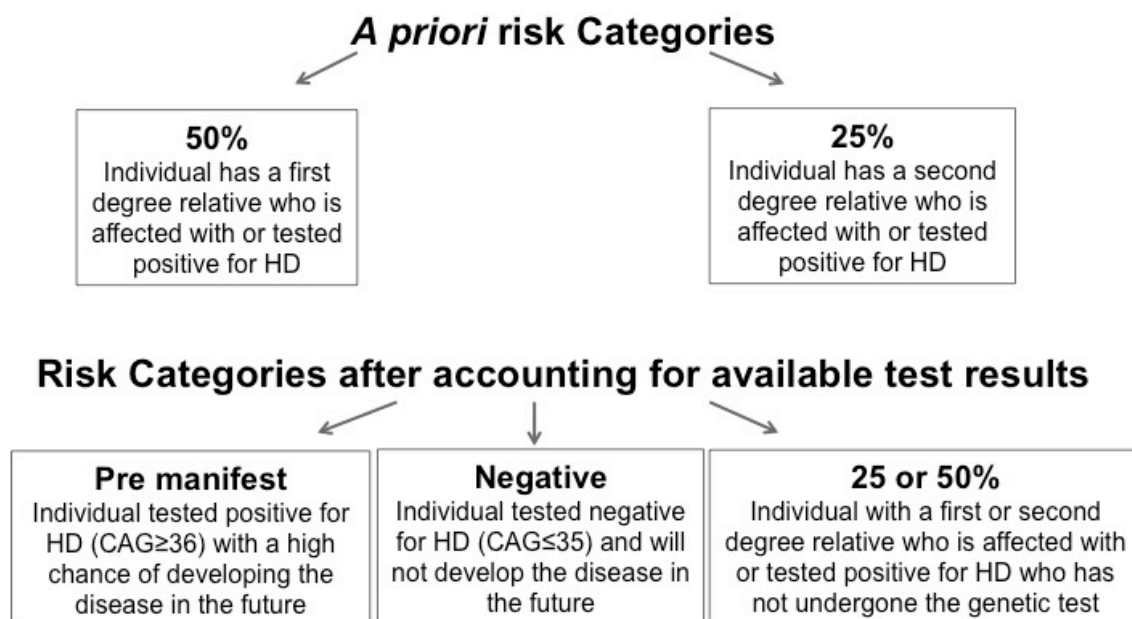 A priori risk Categories
50%
Individual has a first
degree relative who is
affected with or tested
positive for HD
25%
Individual has a second
degree relative who is
affected with or tested
positive for HD
Risk Categories after accounting for available test results
Pre manifest
Individual tested positive for
HD (CAG≥36) with a high
chance of developing the
disease in the future
Negative
Individual tested negative
for HD (CAG≤35) and will
not develop the disease in
the future
25 or 50%
Individual with a first or second
degree relative who is affected with
or tested positive for HD who has
not undergone the genetic test